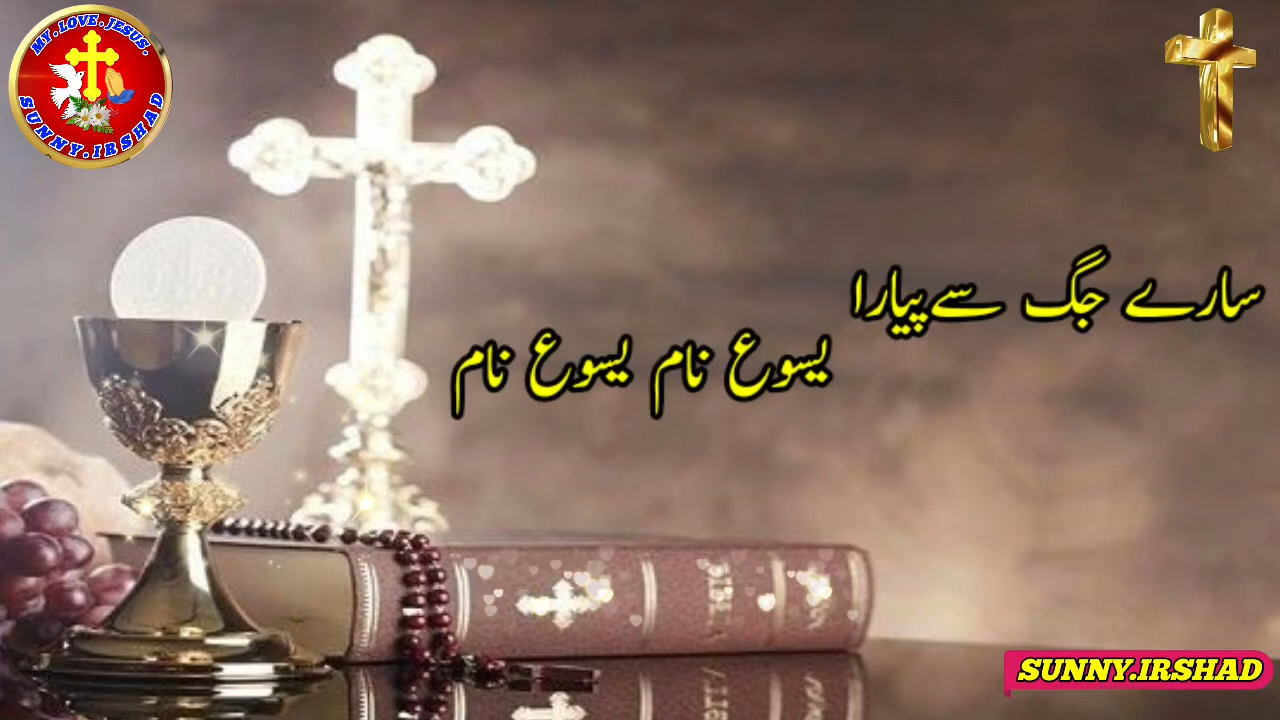 MY.LOVE.JESUS.
SUNNY.IRSHAD
سارے جگ سے پیارا
یسوع نام یسوع نام
SUNNY.IRSHAD